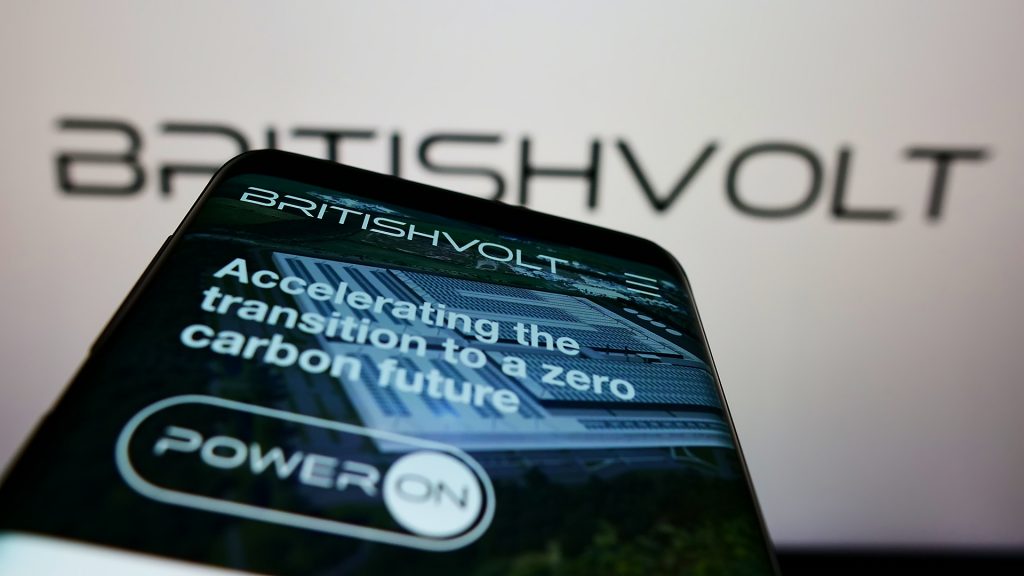 BRITISHVOLT
BRITISHVOLT
Accelerating the
transition to a zero
carbon future
POWER ON